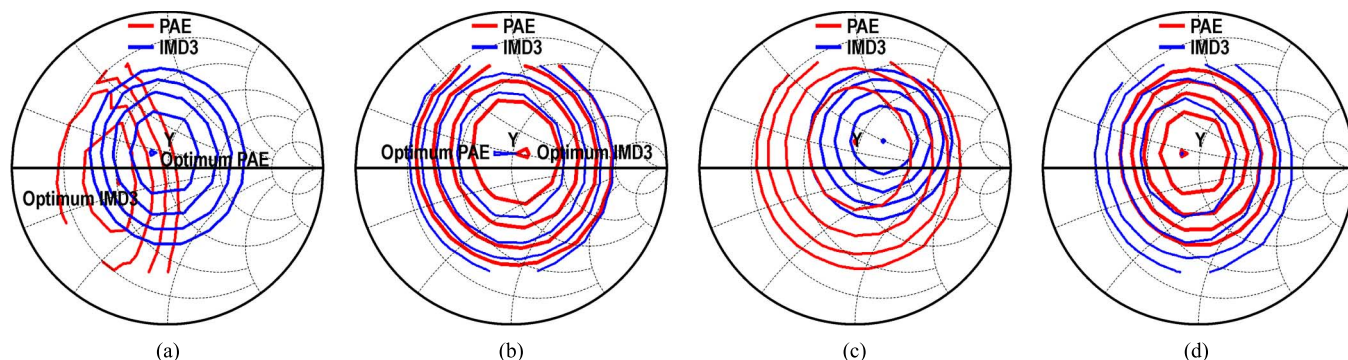 PAE
IMD3
Y
Optimum PAE
Optimum IMD3
(a)
PAE
IMD3
Y
Optimum PAE
Optimum IMD3
(b)
PAE
IMD3
Y
(c)
PAE
IMD3
Y
(d)